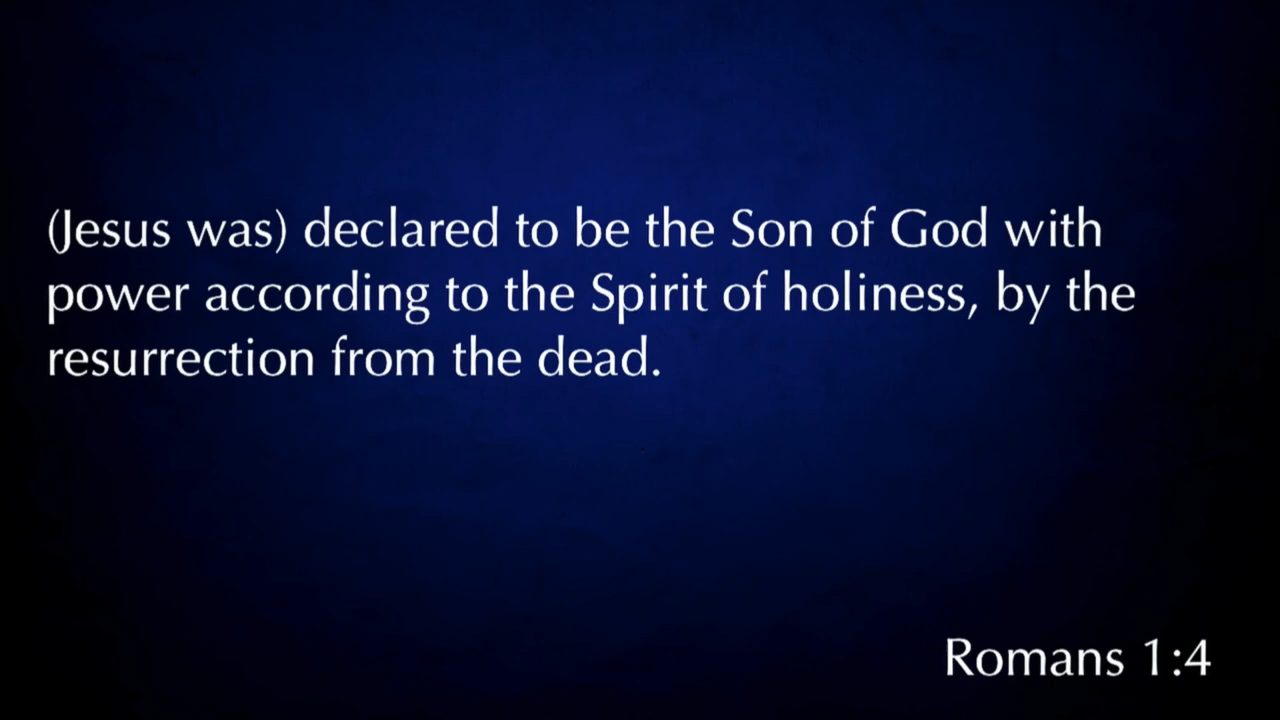 (Jesus was) declared to be the Son of God with
power according to the Spirit of holiness, by the
resurrection from the dead.
Romans 1:4